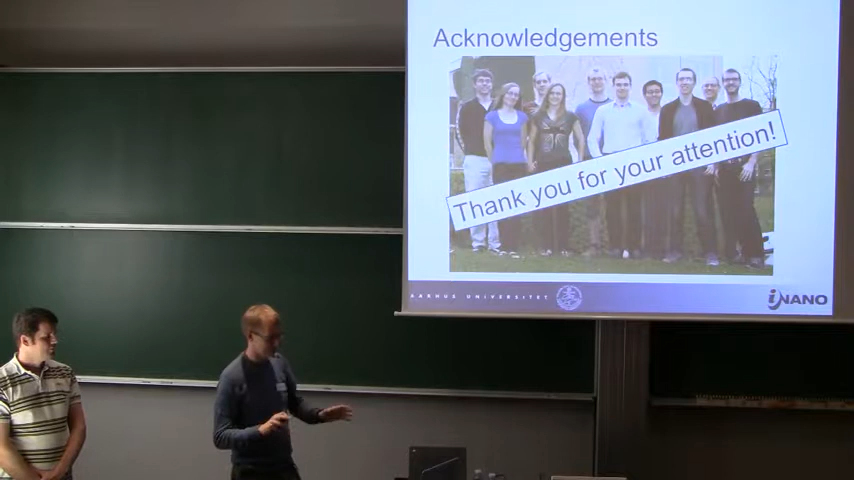 Acknowledgements
Thank you for your attention!
AARHUS UNIVERSITET
iNANO